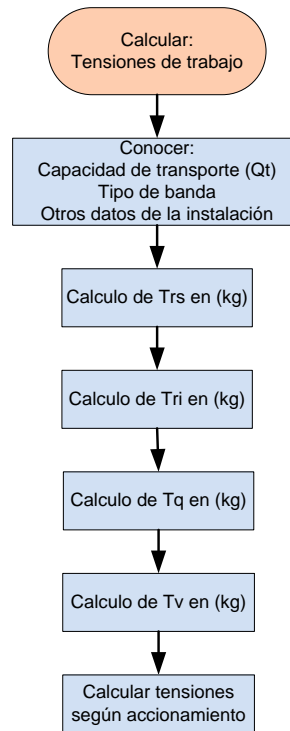 Calcular:
Tensiones de trabajo
Conocer:
Capacidad de transporte (Qt)
Tipo de banda
Otros datos de la instalación
Calculo de Trs en (kg)
Calculo de Tri en (kg)
Calculo de Tq en (kg)
Calculo de Tv en (kg)
Calcular tensiones
según accionamiento